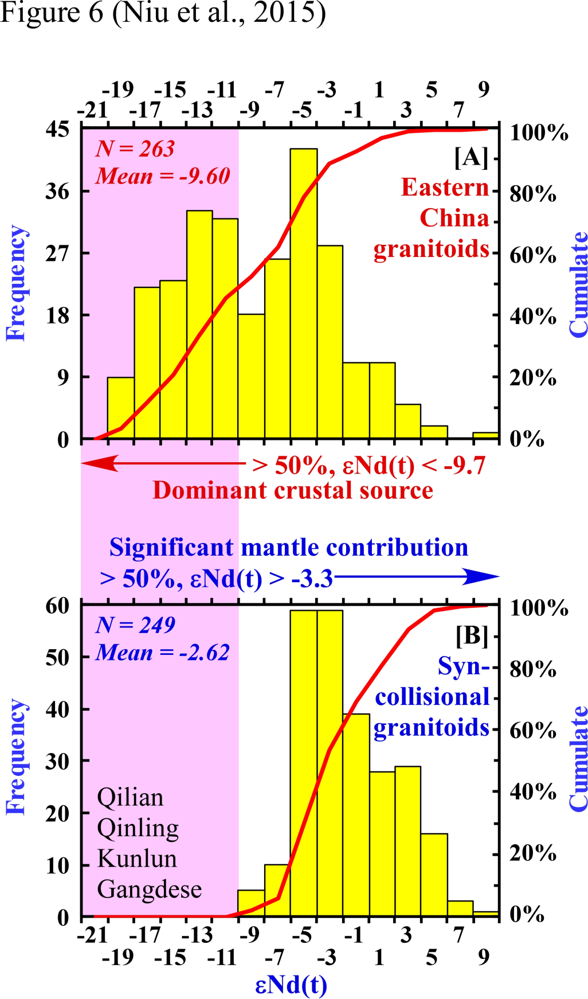 Figure 6 (Niu et al., 2015)
-19 -15 -11 -7 -3 1 5 9
-21 -17 -13 -9 -5 -1 3 7
45
36
27
18
9
0
Frequency
N = 263
Mean = -9.60
[A]
Eastern
China
granitoids
100%
80%
60%
40%
20%
0%
Cumulate
> 50%, εNd(t) < -9.7
Dominant crustal source
Significant mantle contribution
> 50%, εNd(t) > -3.3
60
50
40
30
20
10
0
Frequency
N = 249
Mean = -2.62
[B]
Syn-
collisional
granitoids
Qilian
Qinling
Kunlun
Gangdese
100%
80%
60%
40%
20%
0%
Cumulate
-21 -17 -13 -9 -5 -1 3 7
-19 -15 -11 -7 -3 1 5 9
εNd(t)